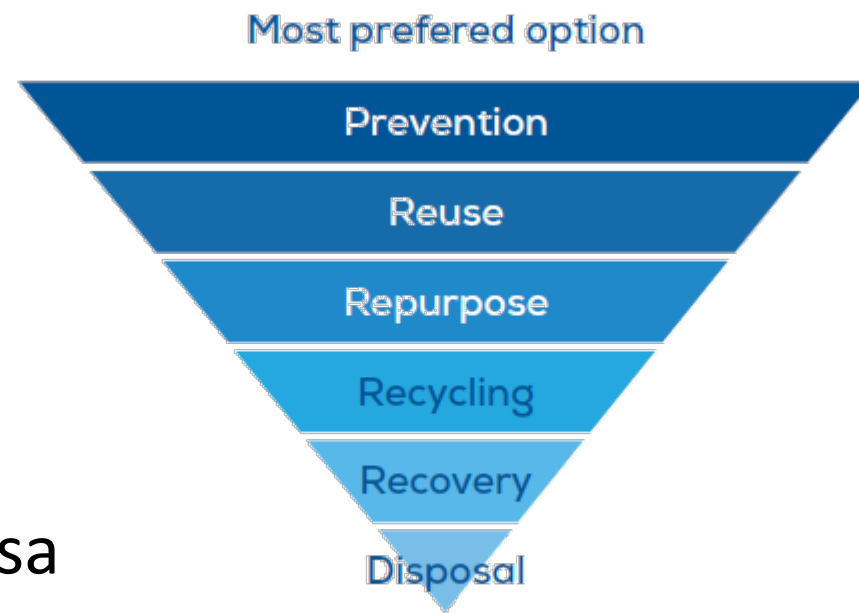 Most prefered option
Prevention
Reuse
Repurpose
Recycling
Recovery
sa
Disposal